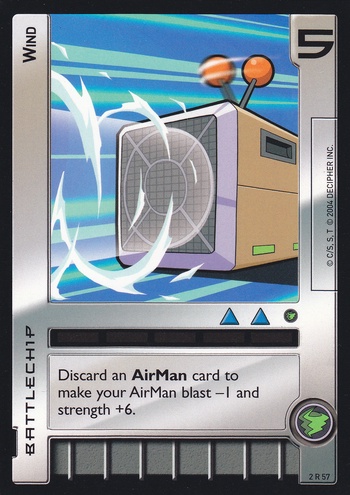 WIND
5
© C/S, S, T © 2004 DECIPHER INC.
Discard an AirMan card to
make your AirMan blast –1 and
strength +6.
BATTLECHIP
2 R 57